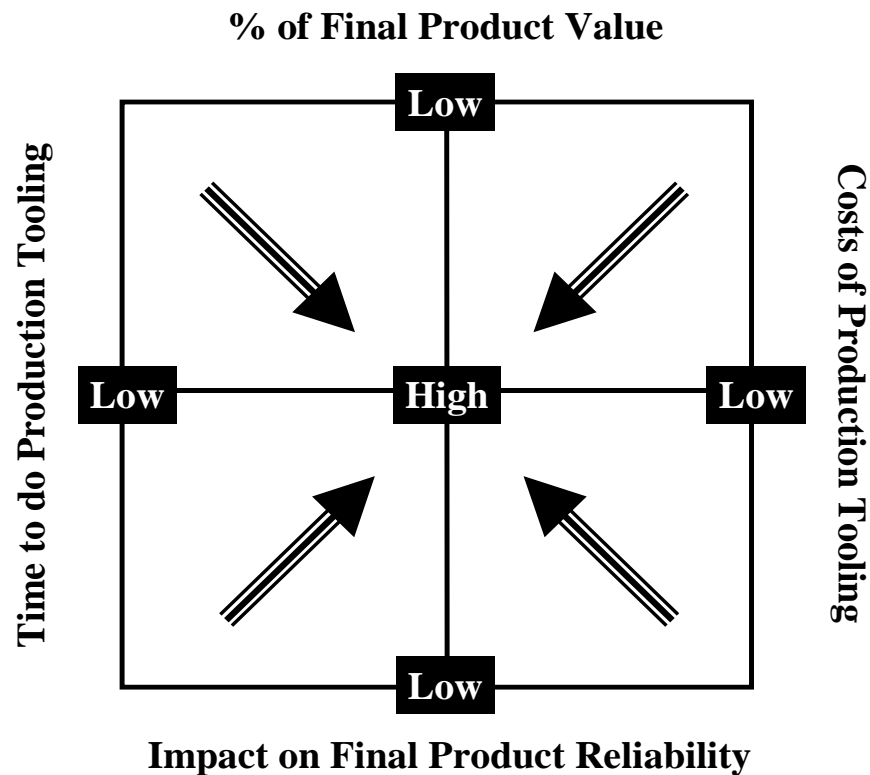 % of Final Product Value
Low
Time to do Production Tooling
Costs of Production Tooling
Low
High
Low
Low
Impact on Final Product Reliability